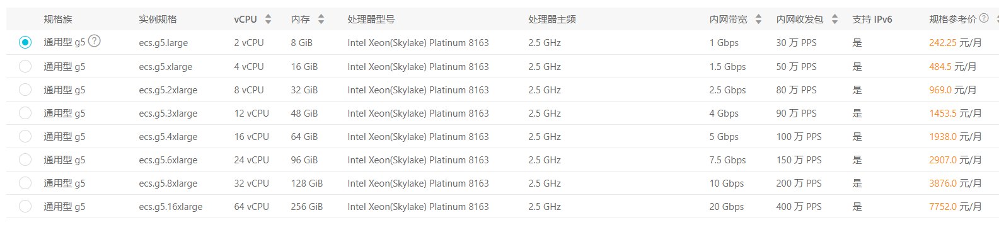 规格族 实例规格 vCPU 内存 处理器型号 处理器主频 内网带宽 内网收发包 支持 IPv6 规格参考价 ?
通用型 g5 ? ecs.g5.large 2 vCPU 8 GiB Intel Xeon(Skylake) Platinum 8163 2.5 GHz 1 Gbps 30 万 PPS 是 242.25 元/月
通用型 g5 ecs.g5.xlarge 4 vCPU 16 GiB Intel Xeon(Skylake) Platinum 8163 2.5 GHz 1.5 Gbps 50 万 PPS 是 484.5 元/月
通用型 g5 ecs.g5.2xlarge 8 vCPU 32 GiB Intel Xeon(Skylake) Platinum 8163 2.5 GHz 2.5 Gbps 80 万 PPS 是 969.0 元/月
通用型 g5 ecs.g5.3xlarge 12 vCPU 48 GiB Intel Xeon(Skylake) Platinum 8163 2.5 GHz 4 Gbps 90 万 PPS 是 1453.5 元/月
通用型 g5 ecs.g5.4xlarge 16 vCPU 64 GiB Intel Xeon(Skylake) Platinum 8163 2.5 GHz 5 Gbps 100 万 PPS 是 1938.0 元/月
通用型 g5 ecs.g5.6xlarge 24 vCPU 96 GiB Intel Xeon(Skylake) Platinum 8163 2.5 GHz 7.5 Gbps 150 万 PPS 是 2907.0 元/月
通用型 g5 ecs.g5.8xlarge 32 vCPU 128 GiB Intel Xeon(Skylake) Platinum 8163 2.5 GHz 10 Gbps 200 万 PPS 是 3876.0 元/月
通用型 g5 ecs.g5.16xlarge 64 vCPU 256 GiB Intel Xeon(Skylake) Platinum 8163 2.5 GHz 20 Gbps 400 万 PPS 是 7752.0 元/月